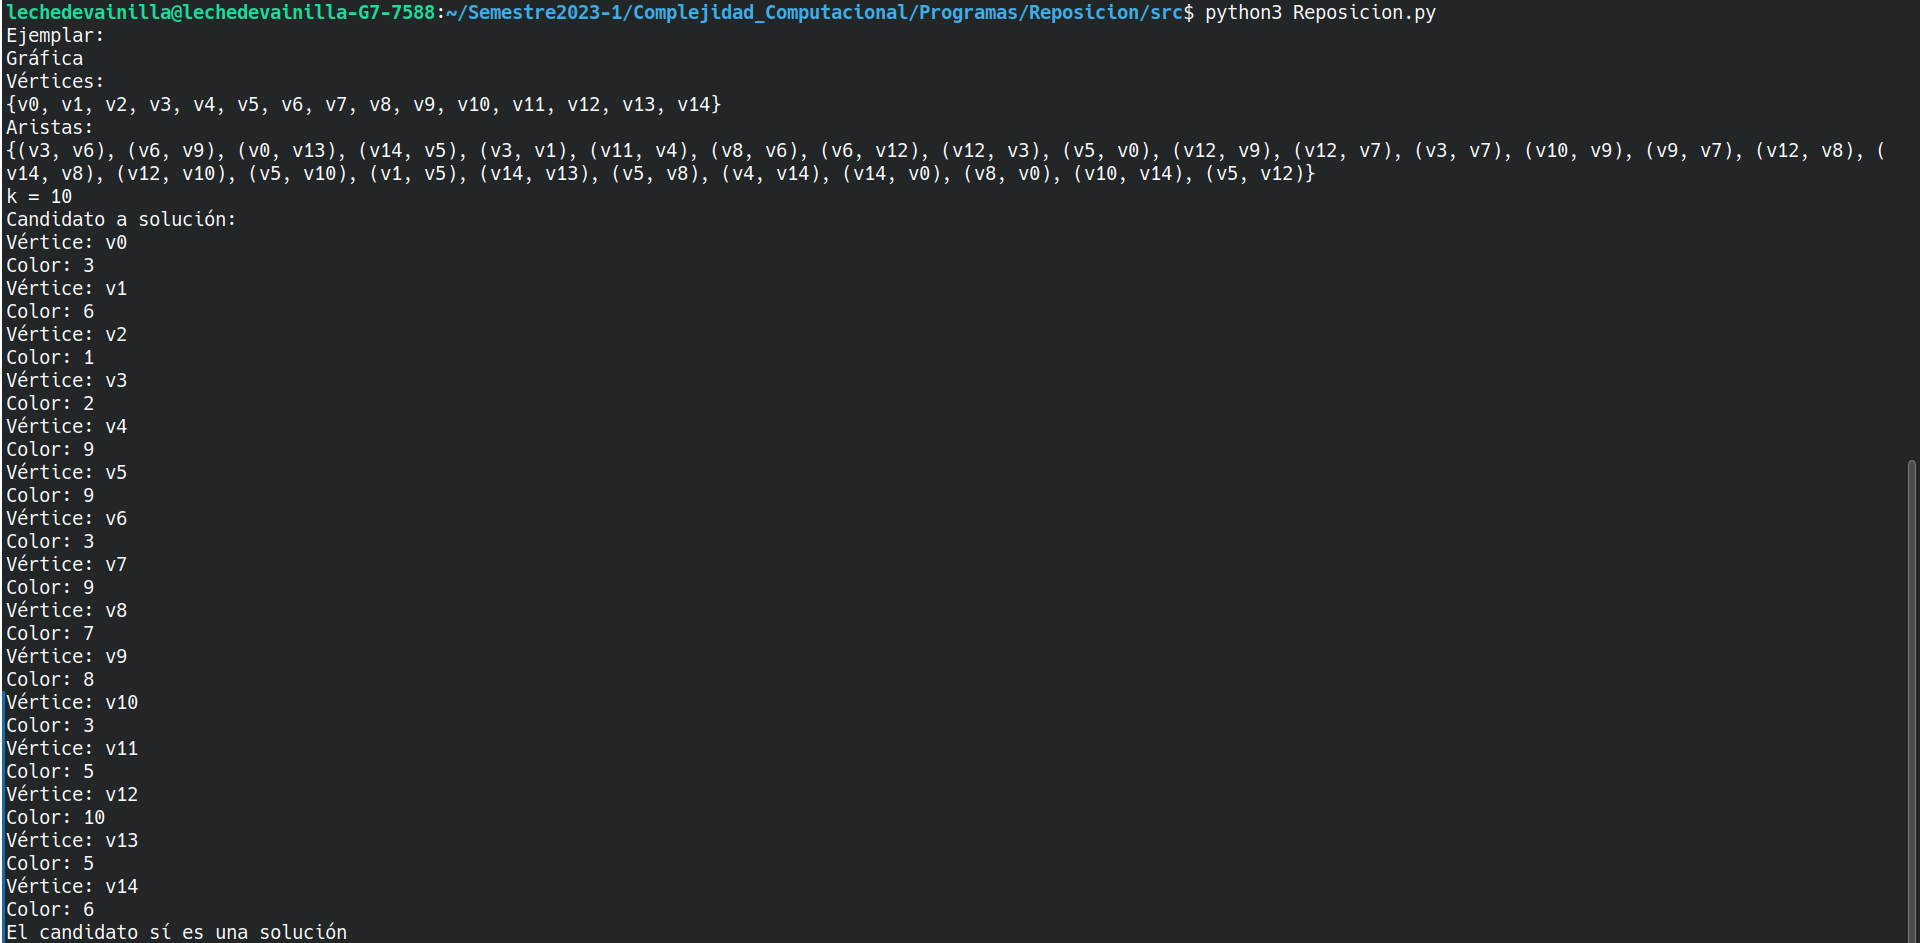 lechedevainilla@lechedevainilla-G7-7588:~/Semestre2023-1/Complejidad_Computacional/Programas/Reposicion/src$ python3 Reposicion.py
Ejemplar:
Gráfica
Vértices:
{v0, v1, v2, v3, v4, v5, v6, v7, v8, v9, v10, v11, v12, v13, v14}
Aristas:
{(v3, v6), (v6, v9), (v0, v13), (v14, v5), (v3, v1), (v11, v4), (v8, v6), (v6, v12), (v12, v3), (v5, v0), (v12, v9), (v12, v7), (v3, v7), (v10, v9), (v9, v7), (v12, v8), (
v14, v8), (v12, v10), (v5, v10), (v1, v5), (v14, v13), (v5, v8), (v4, v14), (v14, v0), (v8, v0), (v10, v14), (v5, v12)}
k = 10
Candidato a solución:
Vértice: v0
Color: 3
Vértice: v1
Color: 6
Vértice: v2
Color: 1
Vértice: v3
Color: 2
Vértice: v4
Color: 9
Vértice: v5
Color: 9
Vértice: v6
Color: 3
Vértice: v7
Color: 9
Vértice: v8
Color: 7
Vértice: v9
Color: 8
Vértice: v10
Color: 3
Vértice: v11
Color: 5
Vértice: v12
Color: 10
Vértice: v13
Color: 5
Vértice: v14
Color: 6
El candidato sí es una solución